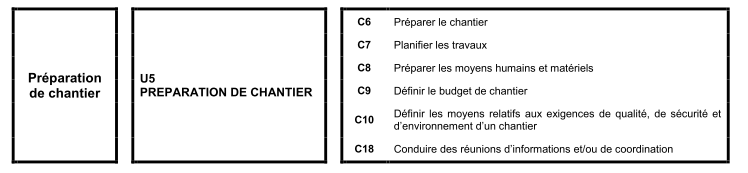 Préparation
de chantier
U5
PREPARATION DE CHANTIER
C6 Préparer le chantier
C7 Planifier les travaux
C8 Préparer les moyens humains et matériels
C9 Définir le budget de chantier
C10 Définir les moyens relatifs aux exigences de qualité, de sécurité et
d'environnement d'un chantier
C18 Conduire des réunions d'informations et/ou de coordination